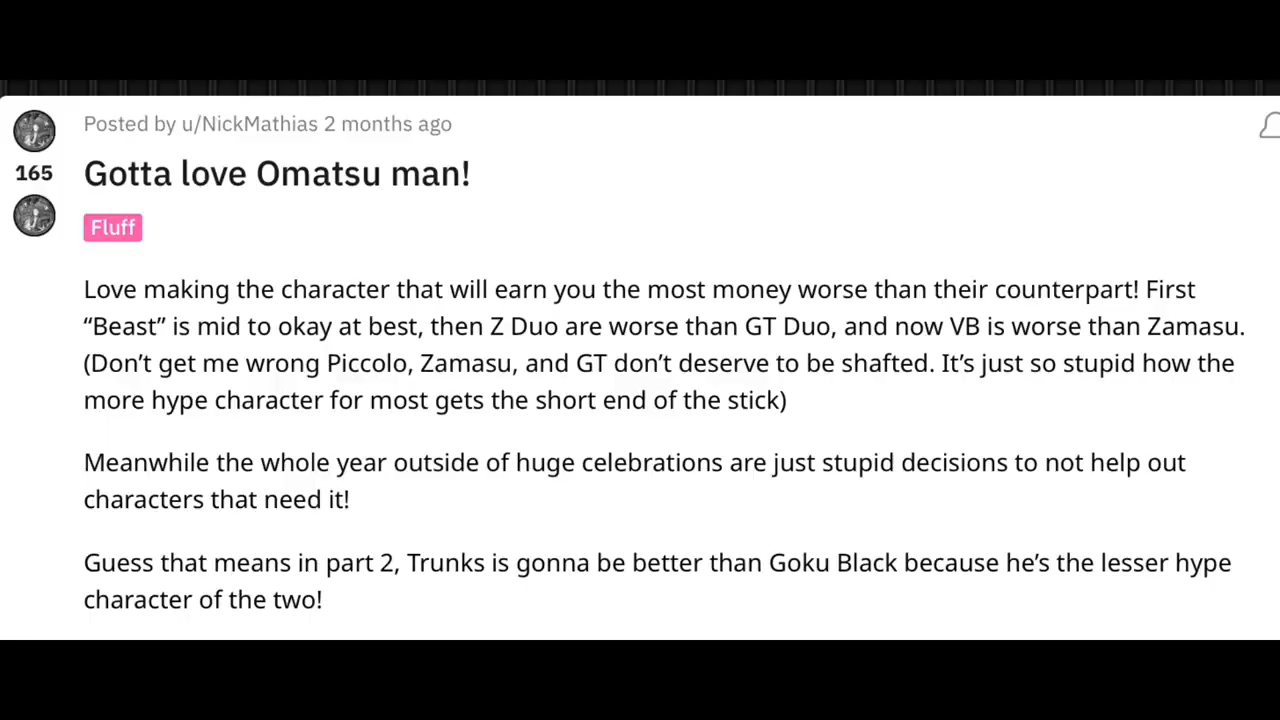 Posted by u/NickMathias 2 months ago
165
Gotta love Omatsu man!
Fluff
Love making the character that will earn you the most money worse than their counterpart! First
“Beast” is mid to okay at best, then Z Duo are worse than GT Duo, and now VB is worse than Zamasu.
(Don’t get me wrong Piccolo, Zamasu, and GT don’t deserve to be shafted. It’s just so stupid how the
more hype character for most gets the short end of the stick)
Meanwhile the whole year outside of huge celebrations are just stupid decisions to not help out
characters that need it!
Guess that means in part 2, Trunks is gonna be better than Goku Black because he’s the lesser hype
character of the two!